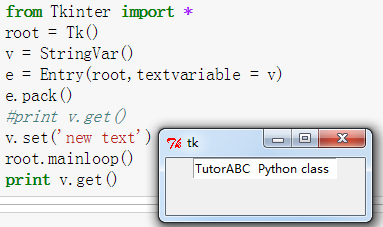 from Tkinter import *
root = Tk()
v = StringVar()
e = Entry(root,textvariable = v)
e.pack()
#print v.get()
v.set('new text')
root.mainloop()
print v.get()
tk
TutorABC  Python class